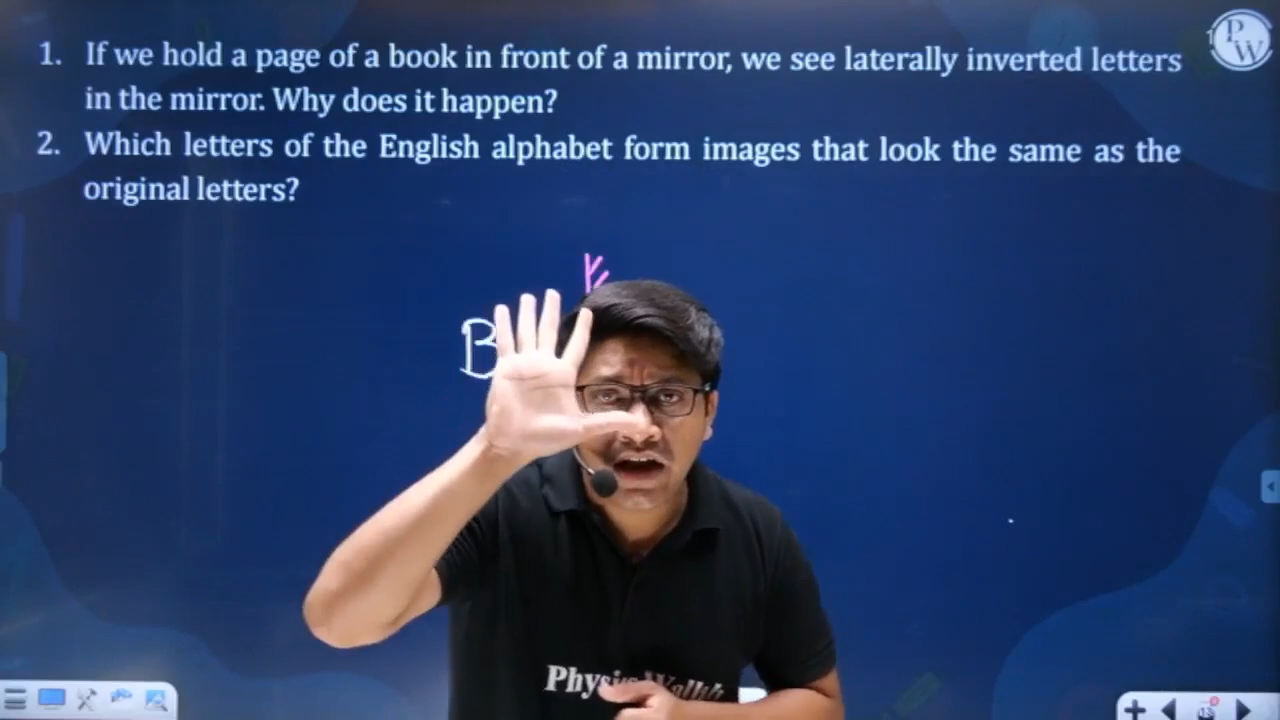 PW
1. If we hold a page of a book in front of a mirror, we see laterally inverted letters
in the mirror. Why does it happen?
2. Which letters of the English alphabet form images that look the same as the
original letters?
B